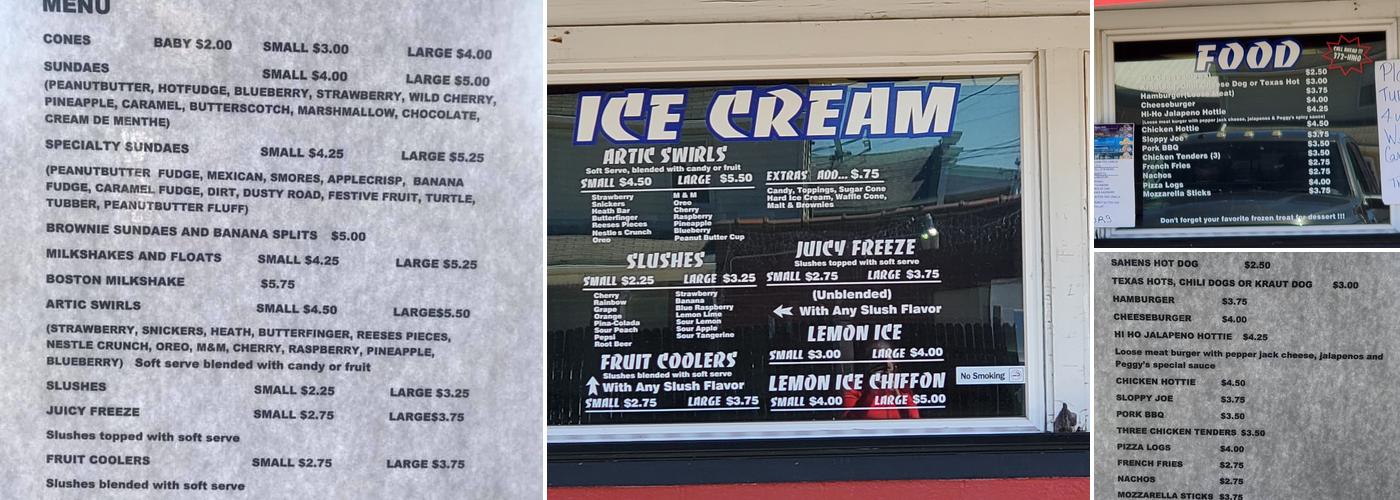 MENU
CONES BABY $2.00 SMALL $3.00 LARGE $4.00
SUNDAES SMALL $4.00 LARGE $5.00
(PEANUTBUTTER, HOTFUDGE, BLUEBERRY, STRAWBERRY, WILD CHERRY,
PINEAPPLE, CARAMEL, BUTTERSCOTCH, MARSHMALLOW, CHOCOLATE,
CREAM DE MENTHE)
SPECIALTY SUNDAES SMALL $4.25 LARGE $5.25
(PEANUTBUTTER FUDGE, MEXICAN, SMORES, APPLECRISP, BANANA
FUDGE, CARAMEL FUDGE, DIRT, DUSTY ROAD, FESTIVE FRUIT, TURTLE,
TUBBER, PEANUTBUTTER FLUFF)
BROWNIE SUNDAES AND BANANA SPLITS $5.00
MILKSHAKES AND FLOATS SMALL $4.25 LARGE $5.25
BOSTON MILKSHAKE $5.75
ARTIC SWIRLS SMALL $4.50 LARGE$5.50
(STRAWBERRY, SNICKERS, HEATH, BUTTERFINGER, REESES PIECES,
NESTLE CRUNCH, OREO, M&M, CHERRY, RASPBERRY, PINEAPPLE,
BLUEBERRY) Soft serve blended with candy or fruit
SLUSHES SMALL $2.25 LARGE $3.25
JUICY FREEZE SMALL $2.75 LARGE$3.75
Slushes topped with soft serve
FRUIT COOLERS SMALL $2.75 LARGE $3.75
Slushes blended with soft serve
ICE CREAM
ARTIC SWIRLS
Soft Serve, blended with candy or fruit
SMALL $4.50 LARGE $5.50
Strawberry M & M
Snickers Oreo
Heath Bar Cherry
Butterfinger Raspberry
Reeses Pieces Pineapple
Nestle's Crunch Blueberry
Oreo Peanut Butter Cup
EXTRAS ADD... $.75
Candy, Toppings, Sugar Cone,
Hard Ice Cream, Waffle Cone,
Malt & Brownies
SLUSHES
SMALL $2.25 LARGE $3.25
Cherry Strawberry
Rainbow Banana
Grape Blue Raspberry
Orange Lemon Lime
Pina-Colada Sour Lemon
Sour Peach Sour Apple
Pepsi Sour Tangerine
Root Beer
FRUIT COOLERS
Slushes blended with soft serve
With Any Slush Flavor
SMALL $2.75 LARGE $3.75
JUICY FREEZE
Slushes topped with soft serve
SMALL $2.75 LARGE $3.75
(Unblended)
With Any Slush Flavor
LEMON ICE
SMALL $3.00 LARGE $4.00
LEMON ICE CHIFFON
SMALL $4.00 LARGE $5.00
No Smoking
FOOD
CALL AHEAD !!!
$2.50
Dog or Texas Hot $3.00
Hamburger (Loose Meat) $3.75
Cheeseburger $4.00
Hi-Ho Jalapeno Hottie $4.25
(Loose meat burger with pepper jack cheese, jalapenos & Peggy's spicy sauce)
Chicken Hottie $4.50
Sloppy Joe $3.75
Pork BBQ $3.50
Chicken Tenders (3) $3.50
French Fries $2.75
Nachos $2.75
Pizza Logs $4.00
Mozzarella Sticks $3.75
Don't forget your favorite frozen treat for dessert !!!
SAHENS HOT DOG $2.50
TEXAS HOTS, CHILI DOGS OR KRAUT DOG $3.00
HAMBURGER $3.75
CHEESEBURGER $4.00
HI HO JALAPENO HOTTIE $4.25
Loose meat burger with pepper jack cheese, jalapenos and
Peggy's special sauce
CHICKEN HOTTIE $4.50
SLOPPY JOE $3.75
PORK BBQ $3.50
THREE CHICKEN TENDERS $3.50
PIZZA LOGS $4.00
FRENCH FRIES $2.75
NACHOS $2.75
MOZZARELLA STICKS $3.75